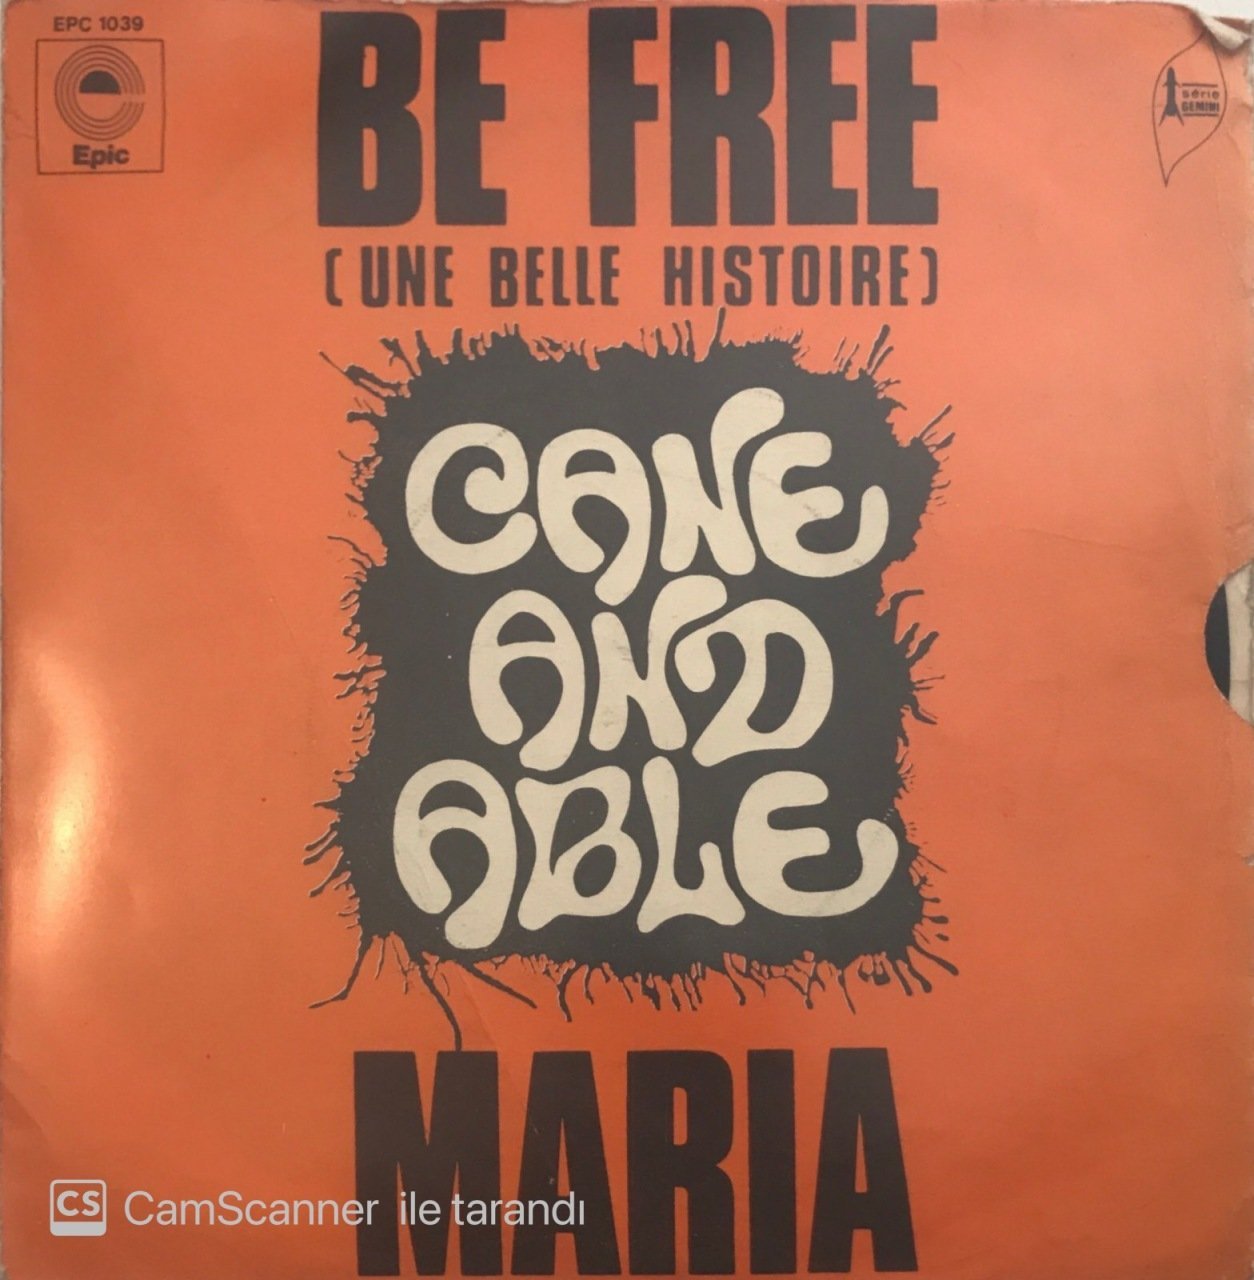 EPC 1039
Epic
BE FREE
(UNE BELLE HISTOIRE)
série
GEMINI
CANE
AND
ABLE
MARIA
CS CamScanner ile tarandı